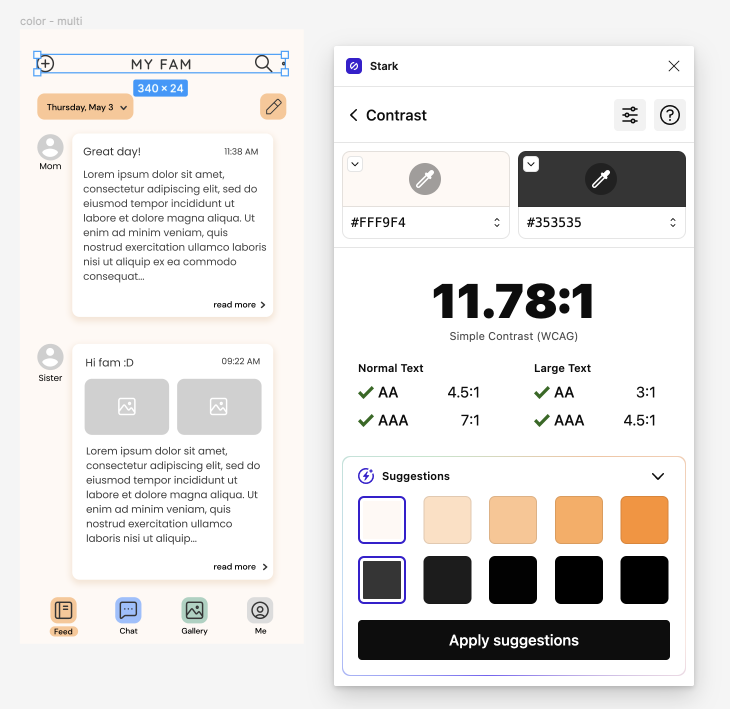 color - multi
MY FAM
340 × 24
Thursday, May 3
Mom
Great day!
11:38 AM
Lorem ipsum dolor sit amet,
consectetur adipiscing elit, sed do
eiusmod tempor incididunt ut
labore et dolore magna aliqua. Ut
enim ad minim veniam, quis
nostrud exercitation ullamco laboris
nisi ut aliquip ex ea commodo
consequat...
read more
Sister
Hi fam :D
09:22 AM
Lorem ipsum dolor sit amet,
consectetur adipiscing elit, sed do
eiusmod tempor incididunt ut
labore et dolore magna aliqua. Ut
enim ad minim veniam, quis
nostrud exercitation ullamco
laboris nisi ut aliquip...
read more
Feed
Chat
Gallery
Me
Stark
Contrast
#FFF9F4
#353535
11.78:1
Simple Contrast (WCAG)
Normal Text
AA 4.5:1
AAA 7:1
Large Text
AA 3:1
AAA 4.5:1
Suggestions
Apply suggestions